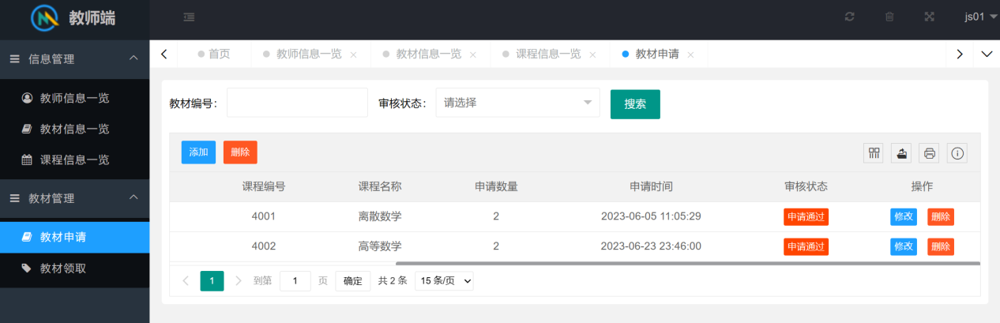 教师端
js01
信息管理
教师信息一览
教材信息一览
课程信息一览
教材管理
教材申请
教材领取
首页 教师信息一览 教材信息一览 课程信息一览 教材申请
教材编号: 审核状态: 请选择 搜索
添加 删除
课程编号 课程名称 申请数量 申请时间 审核状态 操作
4001 离散数学 2 2023-06-05 11:05:29 申请通过 修改 删除
4002 高等数学 2 2023-06-23 23:46:00 申请通过 修改 删除
1 到第 1 页 确定 共 2 条 15 条/页